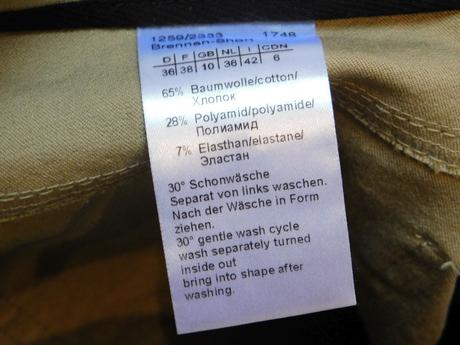 1259/2333 1748
Brennan-Short
D F GB NL I CDN
36 38 10 36 42 6
65% Baumwolle/cotton/
Хлопок
28% Polyamid/polyamide/
Полиамид
7% Elasthan/elastane/
Эластан
30° Schonwäsche
Separat von links waschen.
Nach der Wäsche in Form
ziehen.
30° gentle wash cycle
wash separately turned
inside out
bring into shape after
washing.